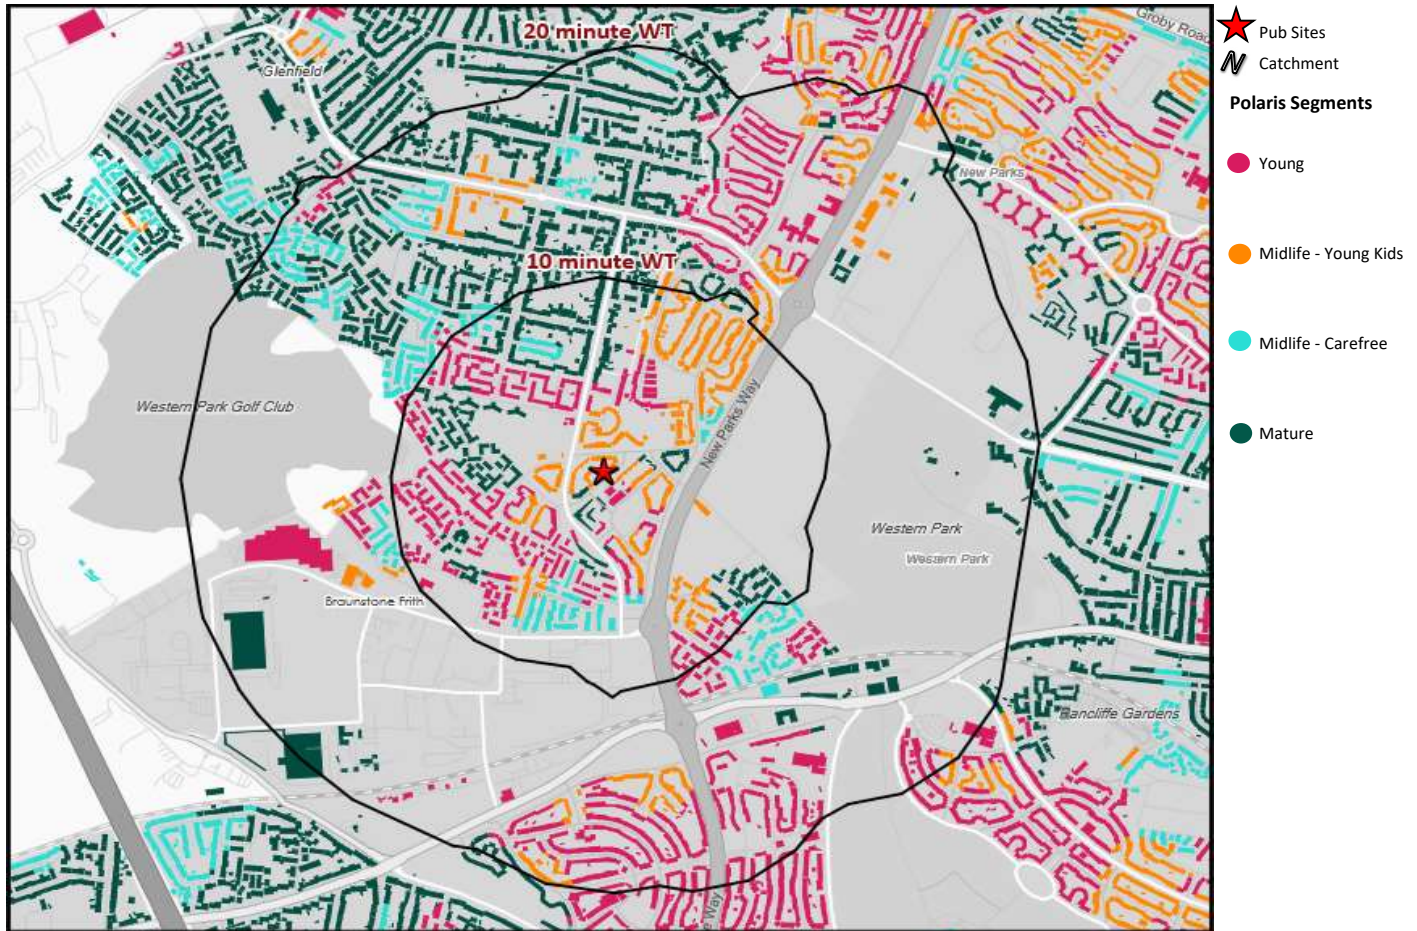 20 minute WT
Groby Road
Glenfield
New Parks
10 minute WT
Western Park Golf Club
New Parks Way
Western Park
Western Park
Braunstone Frith
Rancliffe Gardens
e Way
Pub Sites
Catchment
Polaris Segments
Young
Midlife - Young Kids
Midlife - Carefree
Mature